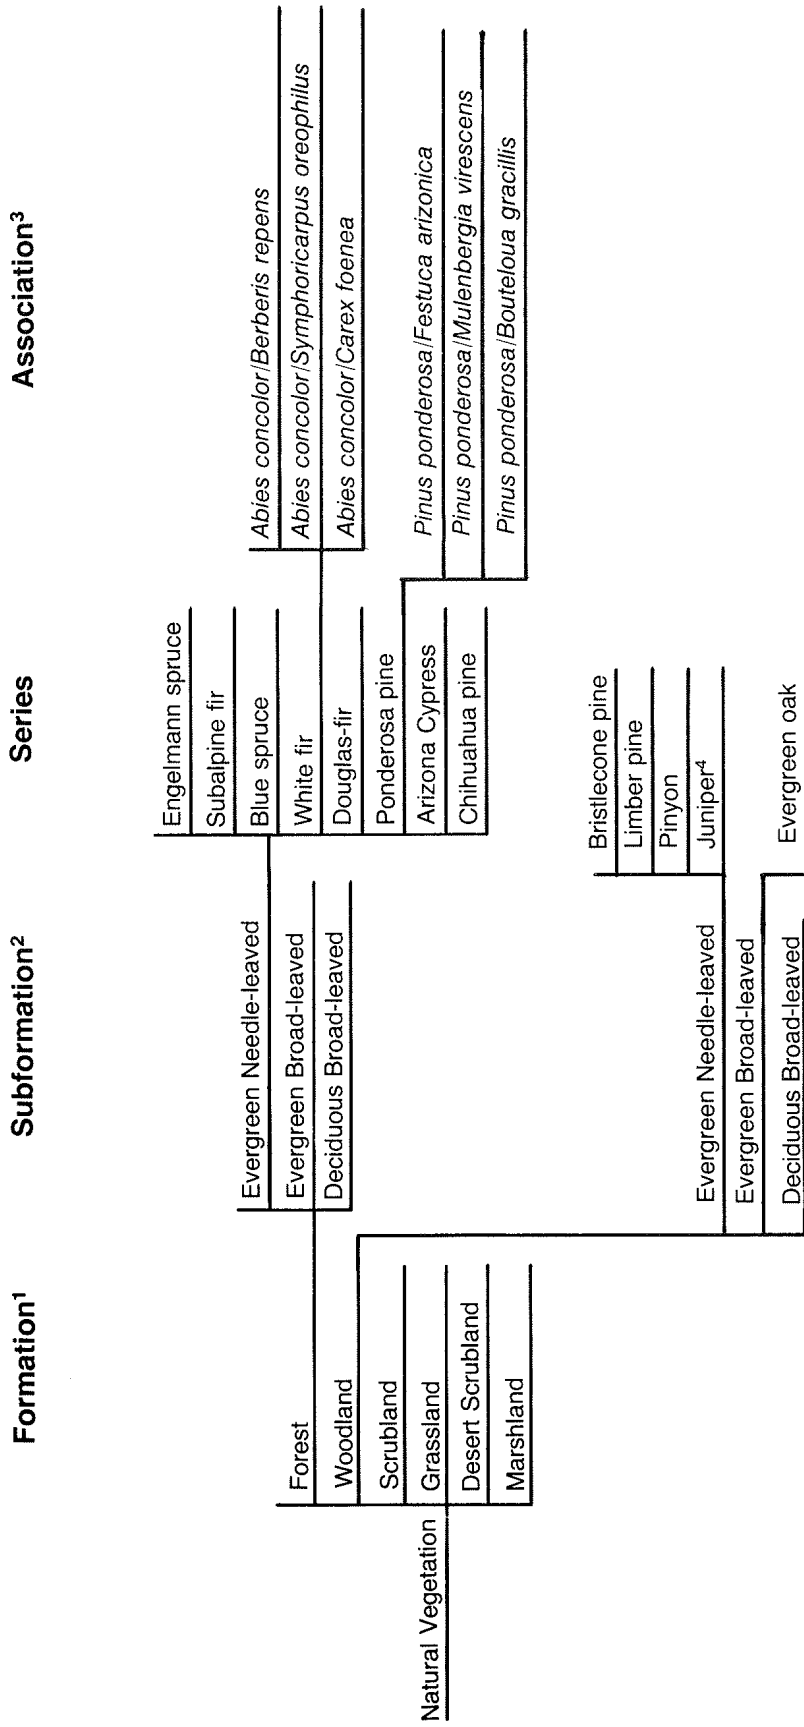 Formation¹
Subformation²
Series
Association³
Natural Vegetation
Forest
Woodland
Scrubland
Grassland
Desert Scrubland
Marshland
Evergreen Needle-leaved
Evergreen Broad-leaved
Deciduous Broad-leaved
Engelmann spruce
Subalpine fir
Blue spruce
White fir
Douglas-fir
Ponderosa pine
Arizona Cypress
Chihuahua pine
Abies concolor/Berberis repens
Abies concolor/Symphoricarpus oreophilus
Abies concolor/Carex foenea
Pinus ponderosa/Festuca arizonica
Pinus ponderosa/Mulenbergia virescens
Pinus ponderosa/Bouteloua gracillis
Evergreen Needle-leaved
Evergreen Broad-leaved
Deciduous Broad-leaved
Bristlecone pine
Limber pine
Pinyon
Juniper⁴
Evergreen oak